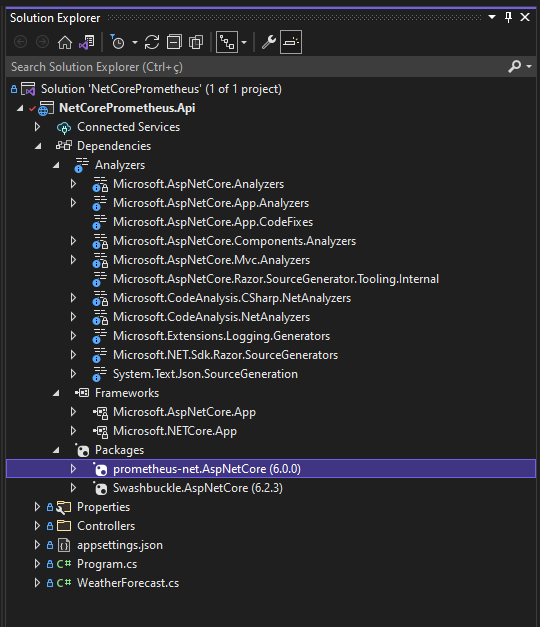 Solution Explorer
Search Solution Explorer (Ctrl+ç)
Solution 'NetCorePrometheus' (1 of 1 project)
NetCorePrometheus.Api
Connected Services
Dependencies
Analyzers
Microsoft.AspNetCore.Analyzers
Microsoft.AspNetCore.App.Analyzers
Microsoft.AspNetCore.App.CodeFixes
Microsoft.AspNetCore.Components.Analyzers
Microsoft.AspNetCore.Mvc.Analyzers
Microsoft.AspNetCore.Razor.SourceGenerator.Tooling.Internal
Microsoft.CodeAnalysis.CSharp.NetAnalyzers
Microsoft.CodeAnalysis.NetAnalyzers
Microsoft.Extensions.Logging.Generators
Microsoft.NET.Sdk.Razor.SourceGenerators
System.Text.Json.SourceGeneration
Frameworks
Microsoft.AspNetCore.App
Microsoft.NETCore.App
Packages
prometheus-net.AspNetCore (6.0.0)
Swashbuckle.AspNetCore (6.2.3)
Properties
Controllers
appsettings.json
C# Program.cs
C# WeatherForecast.cs